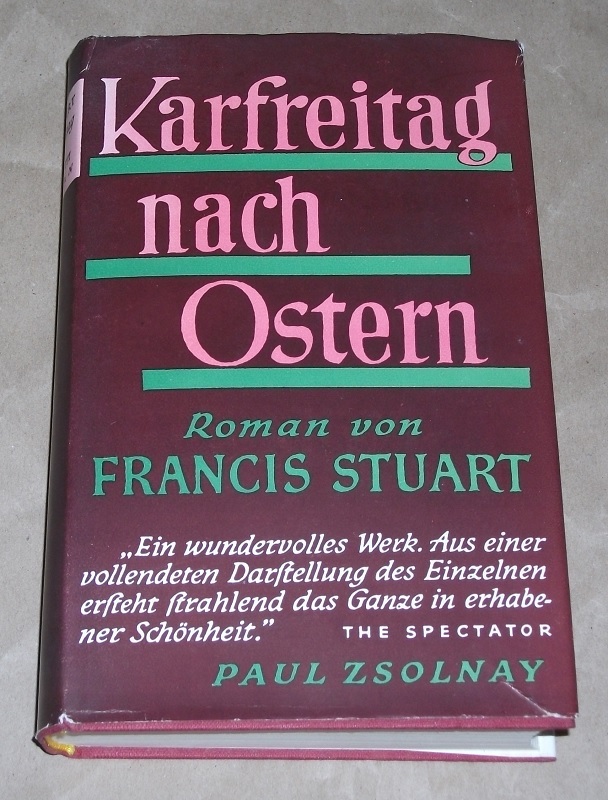 Karfreitag
nach
Ostern
Roman von
FRANCIS STUART
„Ein wundervolles Werk. Aus einer
vollendeten Darſtellung des Einzelnen
erſteht ſtrahlend das Ganze in erhabe-
ner Schönheit.”
THE SPECTATOR
PAUL ZSOLNAY